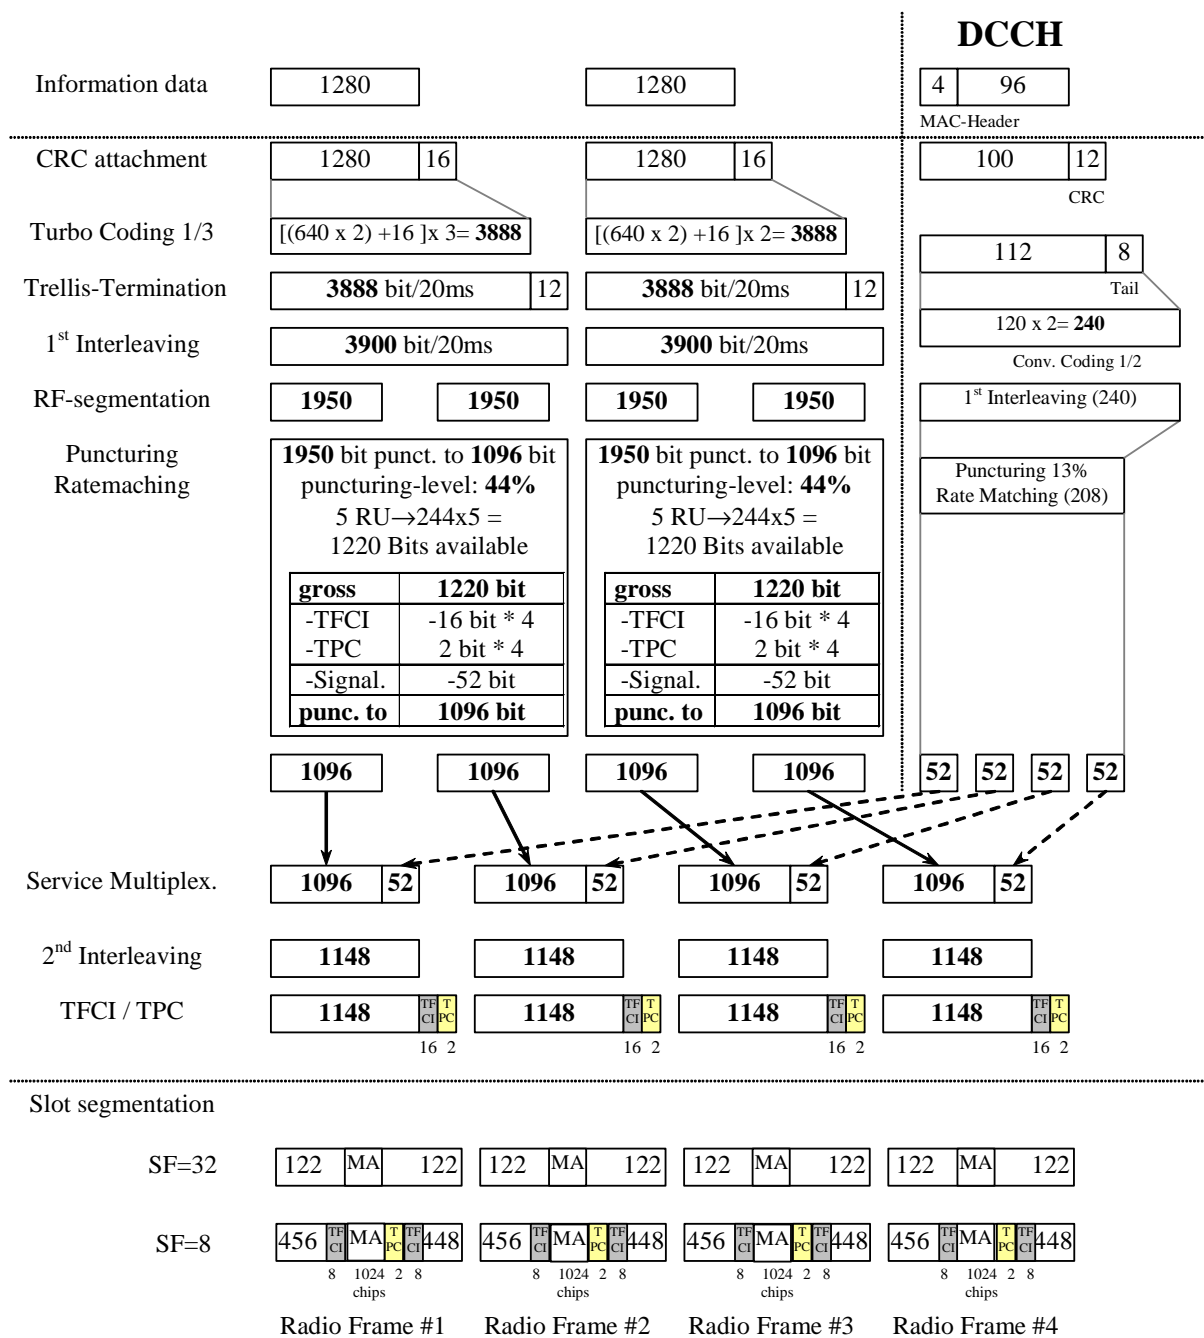 DCCH
Information data 1280 1280 4 96
MAC-Header
CRC attachment 1280 16 1280 16 100 12
CRC
Turbo Coding 1/3 [(640 x 2) +16 ]x 3= 3888 [(640 x 2) +16 ]x 2= 3888
112 8
Tail
Trellis-Termination 3888 bit/20ms 12 3888 bit/20ms 12
120 x 2= 240
Conv. Coding 1/2
1st Interleaving 3900 bit/20ms 3900 bit/20ms
RF-segmentation 1950 1950 1950 1950 1st Interleaving (240)
Puncturing
Ratemaching
1950 bit punct. to 1096 bit
puncturing-level: 44%
5 RU→244x5 =
1220 Bits available
gross 1220 bit
-TFCI -16 bit * 4
-TPC 2 bit * 4
-Signal. -52 bit
punc. to 1096 bit
1950 bit punct. to 1096 bit
puncturing-level: 44%
5 RU→244x5 =
1220 Bits available
gross 1220 bit
-TFCI -16 bit * 4
-TPC 2 bit * 4
-Signal. -52 bit
punc. to 1096 bit
Puncturing 13%
Rate Matching (208)
1096 1096 1096 1096 52 52 52 52
Service Multiplex. 1096 52 1096 52 1096 52 1096 52
2nd Interleaving 1148 1148 1148 1148
TFCI / TPC 1148 TF CI T PC 1148 TF CI T PC 1148 TF CI T PC 1148 TF CI T PC
16 2 16 2 16 2 16 2
Slot segmentation
SF=32 122 MA 122 122 MA 122 122 MA 122 122 MA 122
SF=8 456 TF CI MA T PC TF CI 448 456 TF CI MA T PC TF CI 448 456 TF CI MA T PC TF CI 448 456 TF CI MA T PC TF CI 448
8 1024 2 8 8 1024 2 8 8 1024 2 8 8 1024 2 8
chips chips chips chips
Radio Frame #1 Radio Frame #2 Radio Frame #3 Radio Frame #4